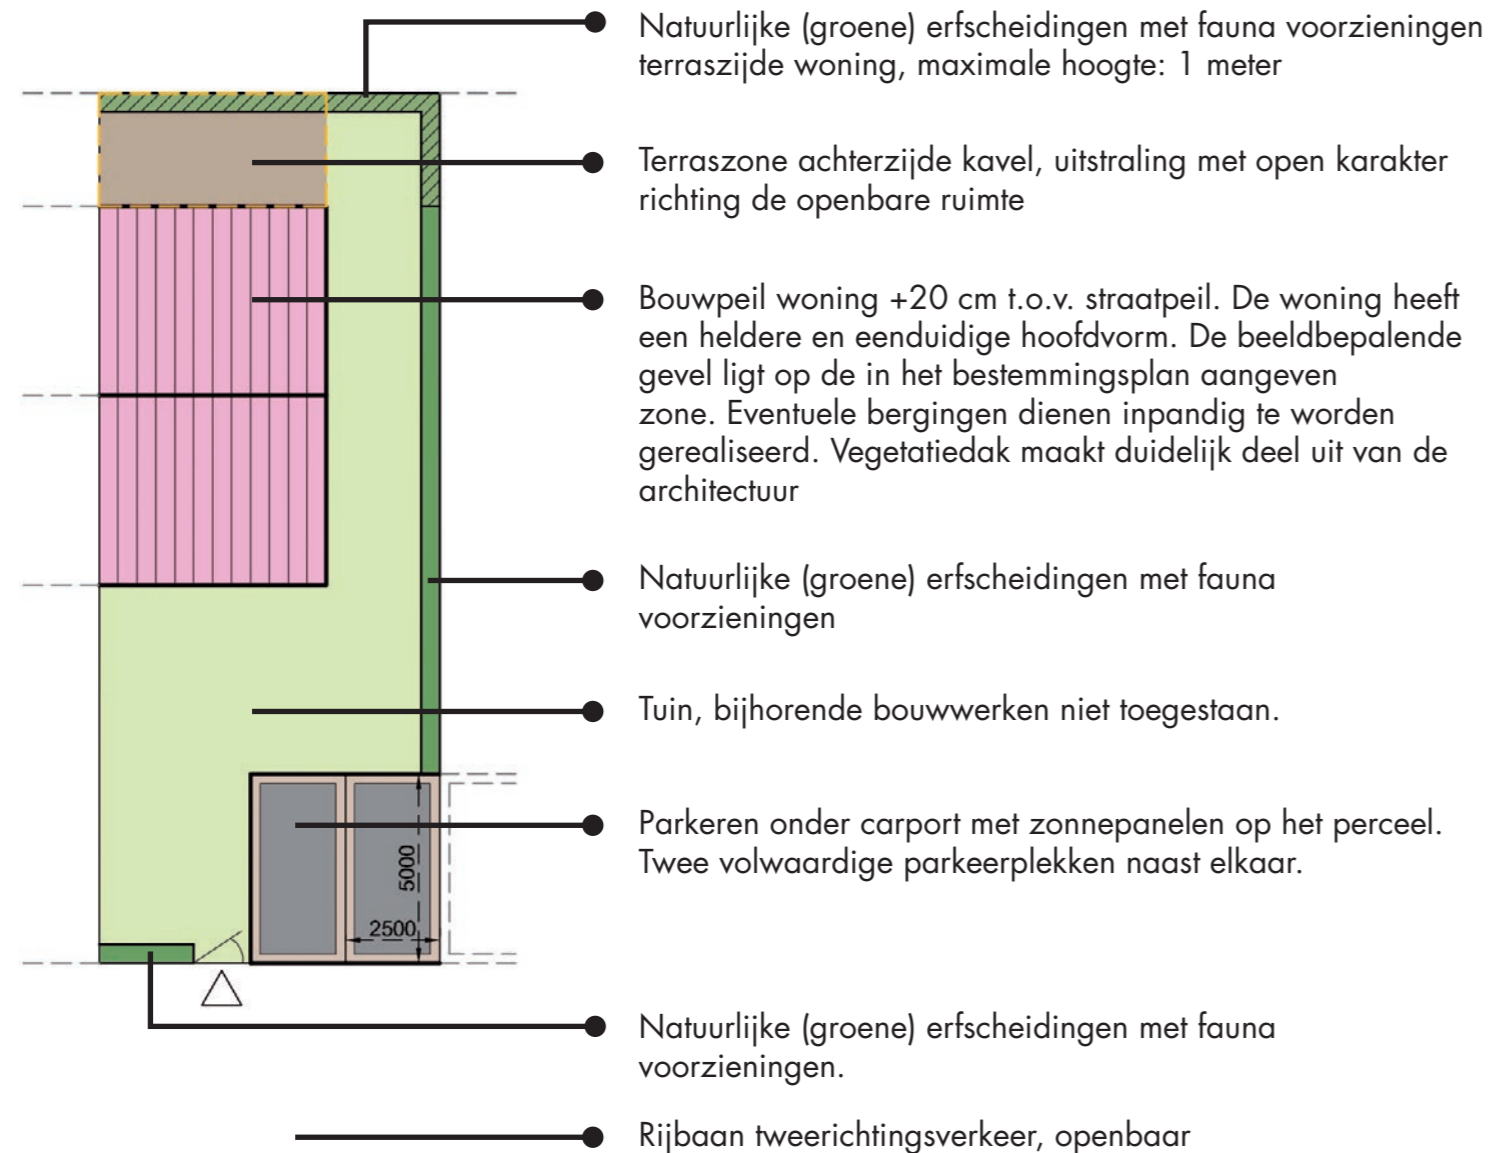 Natuurlijke (groene) erfscheidingen met fauna voorzieningen
terraszijde woning, maximale hoogte: 1 meter
Terraszone achterzijde kavel, uitstraling met open karakter
richting de openbare ruimte
Bouwpeil woning +20 cm t.o.v. straatpeil. De woning heeft
een heldere en eenduidige hoofdvorm. De beeldbepalende
gevel ligt op de in het bestemmingsplan aangeven
zone. Eventuele bergingen dienen inpandig te worden
gerealiseerd. Vegetatiedak maakt duidelijk deel uit van de
architectuur
Natuurlijke (groene) erfscheidingen met fauna
voorzieningen
Tuin, bijhorende bouwwerken niet toegestaan.
Parkeren onder carport met zonnepanelen op het perceel.
Twee volwaardige parkeerplekken naast elkaar.
5000
2500
Natuurlijke (groene) erfscheidingen met fauna
voorzieningen.
Rijbaan tweerichtingsverkeer, openbaar